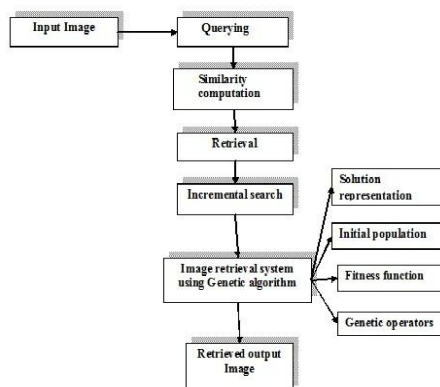 Input Image
Querying
Similarity
computation
Retrieval
Incremental search
Image retrieval system
using Genetic algorithm
Solution
representation
Initial population
Fitness function
Genetic operators
Retrieved output
Image